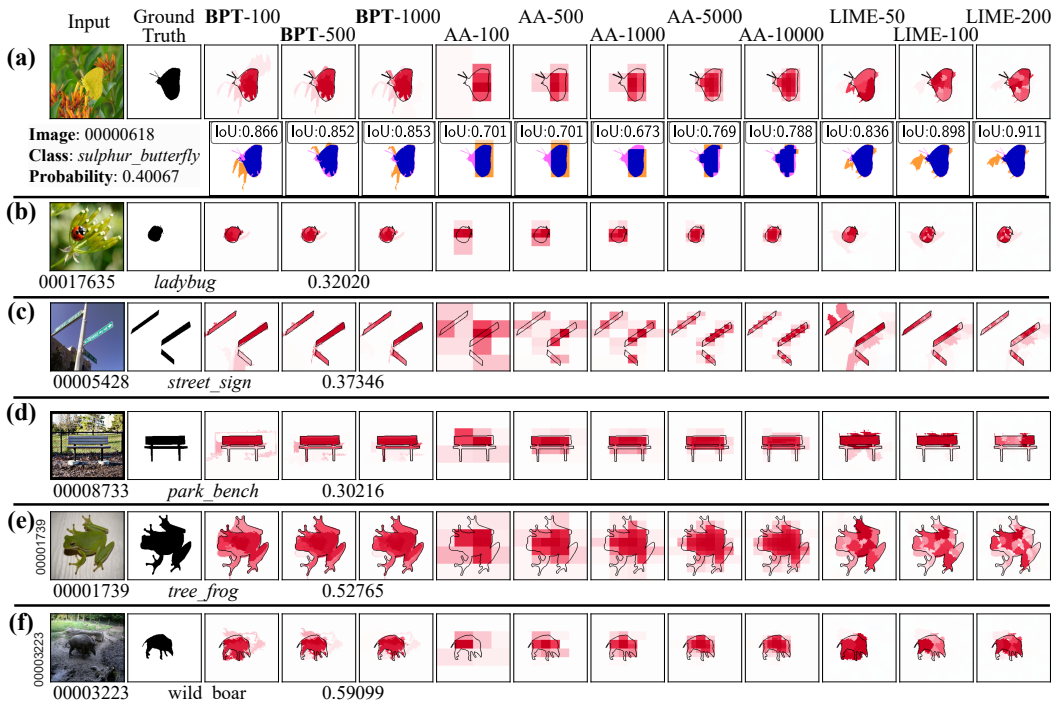 Input Ground Truth BPT-100 BPT-500 BPT-1000 AA-100 AA-500 AA-1000 AA-5000 AA-10000 LIME-50 LIME-100 LIME-200
(a)
Image: 00000618
Class: sulphur_butterfly
Probability: 0.40067
IoU:0.866 IoU:0.852 IoU:0.853 IoU:0.701 IoU:0.701 IoU:0.673 IoU:0.769 IoU:0.788 IoU:0.836 IoU:0.898 IoU:0.911
(b)
00017635 ladybug 0.32020
(c)
00005428 street_sign 0.37346
(d)
00008733 park_bench 0.30216
(e)
00001739
00001739 tree_frog 0.52765
(f)
00003223
00003223 wild boar 0.59099